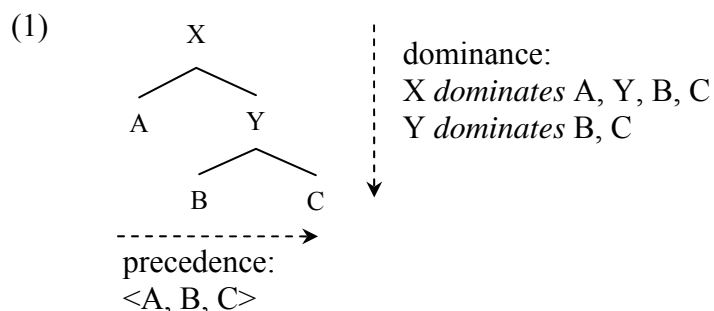 (1)
X
A
Y
B
C
dominance:
X dominates A, Y, B, C
Y dominates B, C
precedence:
<A, B, C>